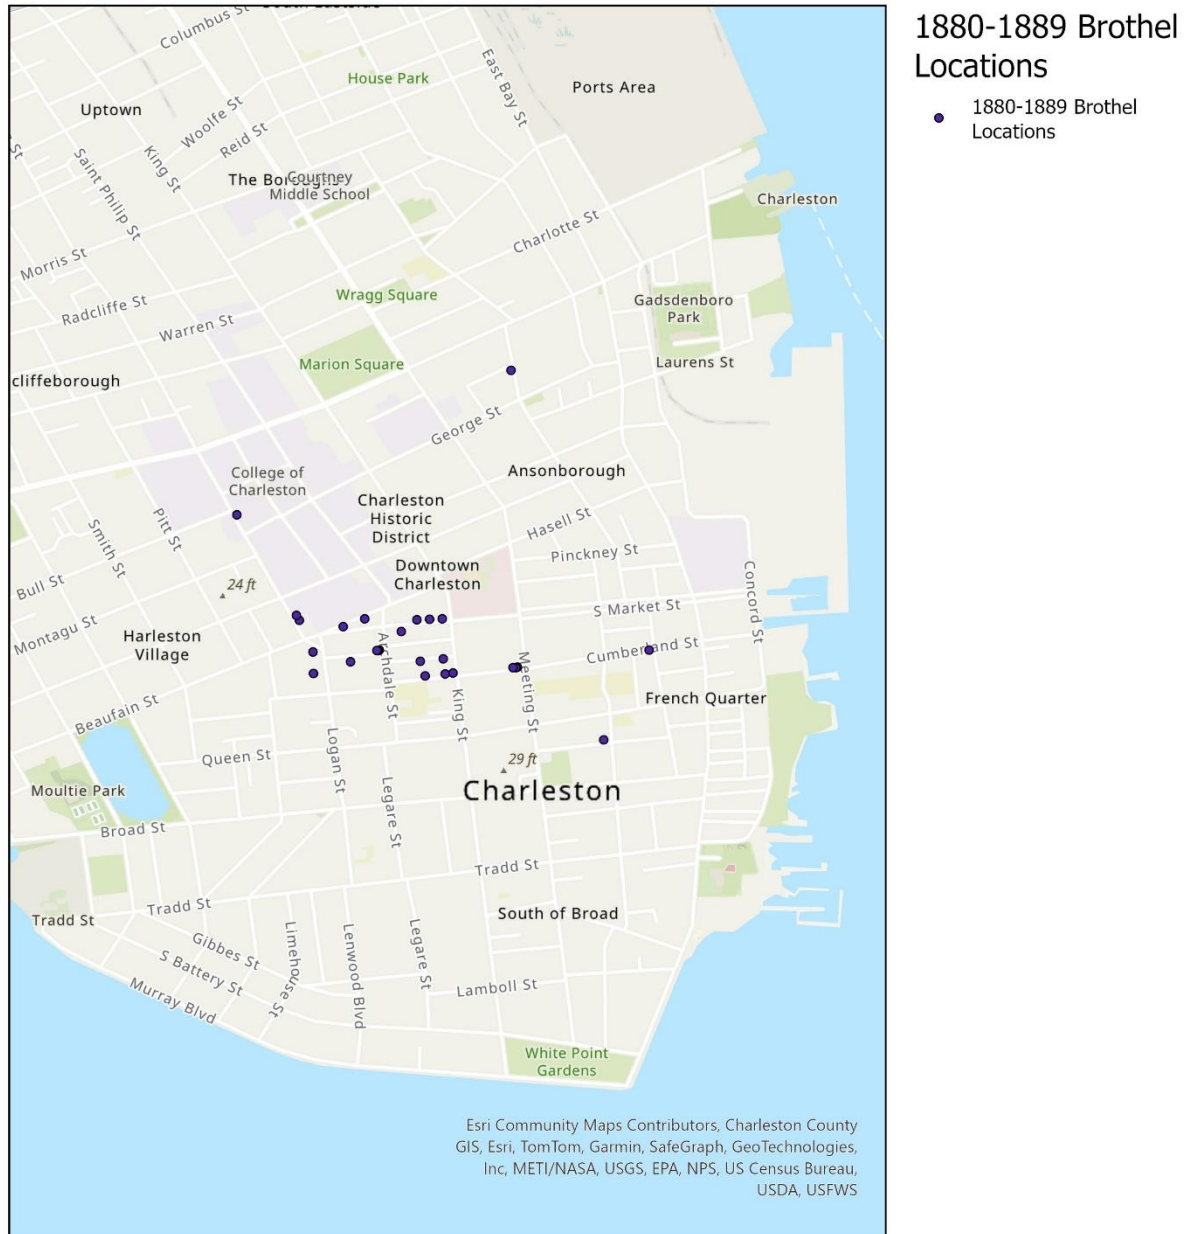 South Eastside
Columbus St
1880-1889 Brothel
Locations
1880-1889 Brothel
Locations
House Park
East Bay St
Ports Area
Uptown
Woolfe St
Reid St
St
King St
Saint Philip St
The Boroughs
Courtney
Middle School
Charleston
Morris St
Charlotte St
Radcliffe St
Wragg Square
Gadsdenboro
Park
Warren St
Marion Square
Laurens St
cliffeborough
George St
Ansonborough
College of
Charleston
Charleston
Historic
District
Pitt St
Smith St
Hasell St
Pinckney St
Downtown
Charleston
Concord St
Bull St
24 ft
S Market St
Montagu St
Harleston
Village
Archdale St
Meeting St
Cumberland St
King St
French Quarter
Beaufain St
Queen St
Logan St
29 ft
Moultie Park
Legare St
Charleston
Broad St
Tradd St
Tradd St
Tradd St
South of Broad
Gibbes St
Limehouse St
Lenwood Blvd
Legare St
S Battery St
Lamboll St
Murray Blvd
White Point
Gardens
Esri Community Maps Contributors, Charleston County
GIS, Esri, TomTom, Garmin, SafeGraph, GeoTechnologies,
Inc, METI/NASA, USGS, EPA, NPS, US Census Bureau,
USDA, USFWS